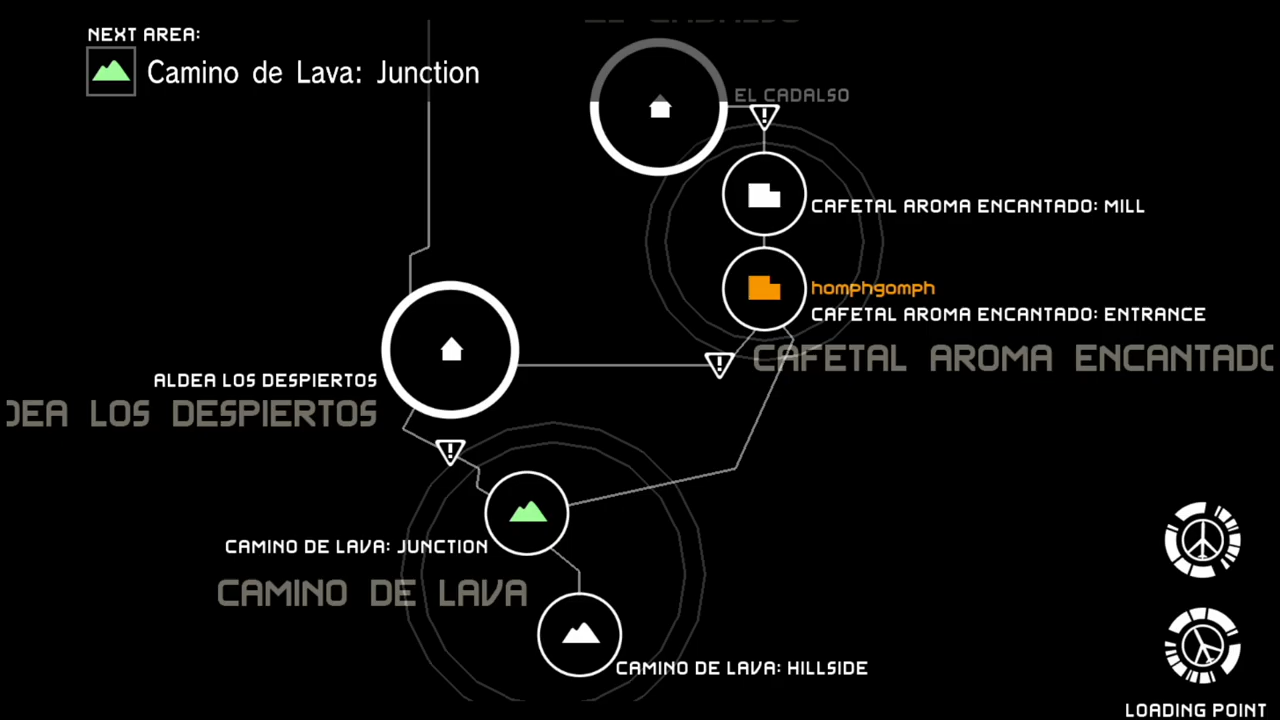 NEXT AREA:
Camino de Lava: Junction
EL CADALSO
EL CADALSO
CAFETAL AROMA ENCANTADO: MILL
homphgomph
CAFETAL AROMA ENCANTADO: ENTRANCE
CAFETAL AROMA ENCANTADO
ALDEA LOS DESPIERTOS
DEA LOS DESPIERTOS
CAMINO DE LAVA: JUNCTION
CAMINO DE LAVA
CAMINO DE LAVA: HILLSIDE
LOADING POINT